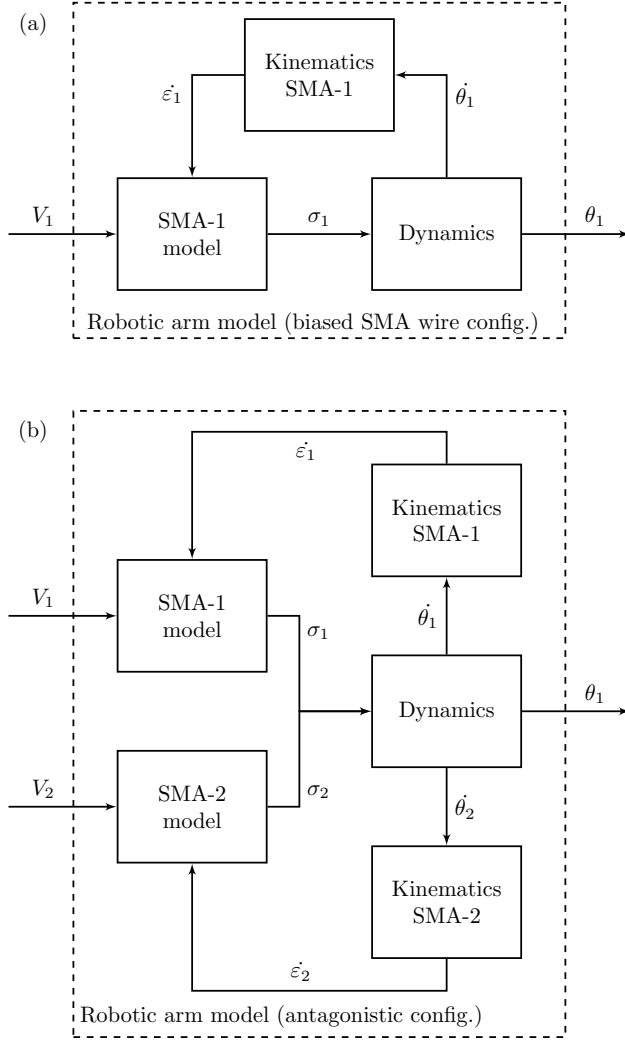 (a)
Kinematics
SMA-1
ε̇₁
θ̇₁
V₁
SMA-1
model
σ₁
Dynamics
θ₁
Robotic arm model (biased SMA wire config.)
(b)
ε̇₁
Kinematics
SMA-1
V₁
SMA-1
model
σ₁
θ̇₁
Dynamics
θ₁
V₂
SMA-2
model
σ₂
θ̇₂
Kinematics
SMA-2
ε̇₂
Robotic arm model (antagonistic config.)